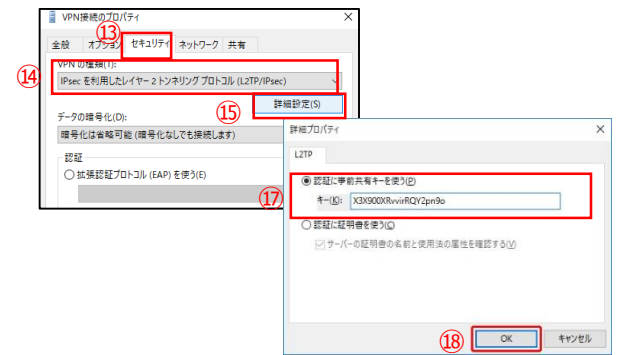 VPN接続のプロパティ
⑬
全般 オプション セキュリティ ネットワーク 共有
⑭
VPN の種類(T):
IPsec を利用したレイヤー 2 トンネリング プロトコル (L2TP/IPsec)
⑮
詳細設定(S)
データの暗号化(D):
暗号化は省略可能 (暗号化なしでも接続します)
認証
拡張認証プロトコル (EAP) を使う(E)
詳細プロパティ
L2TP
⑰
認証に事前共有キーを使う(P)
キー(K): X3X900XRvvirRQY2pn9o
認証に証明書を使う(C)
サーバーの証明書の名前と使用法の属性を確認する(V)
⑱
OK キャンセル